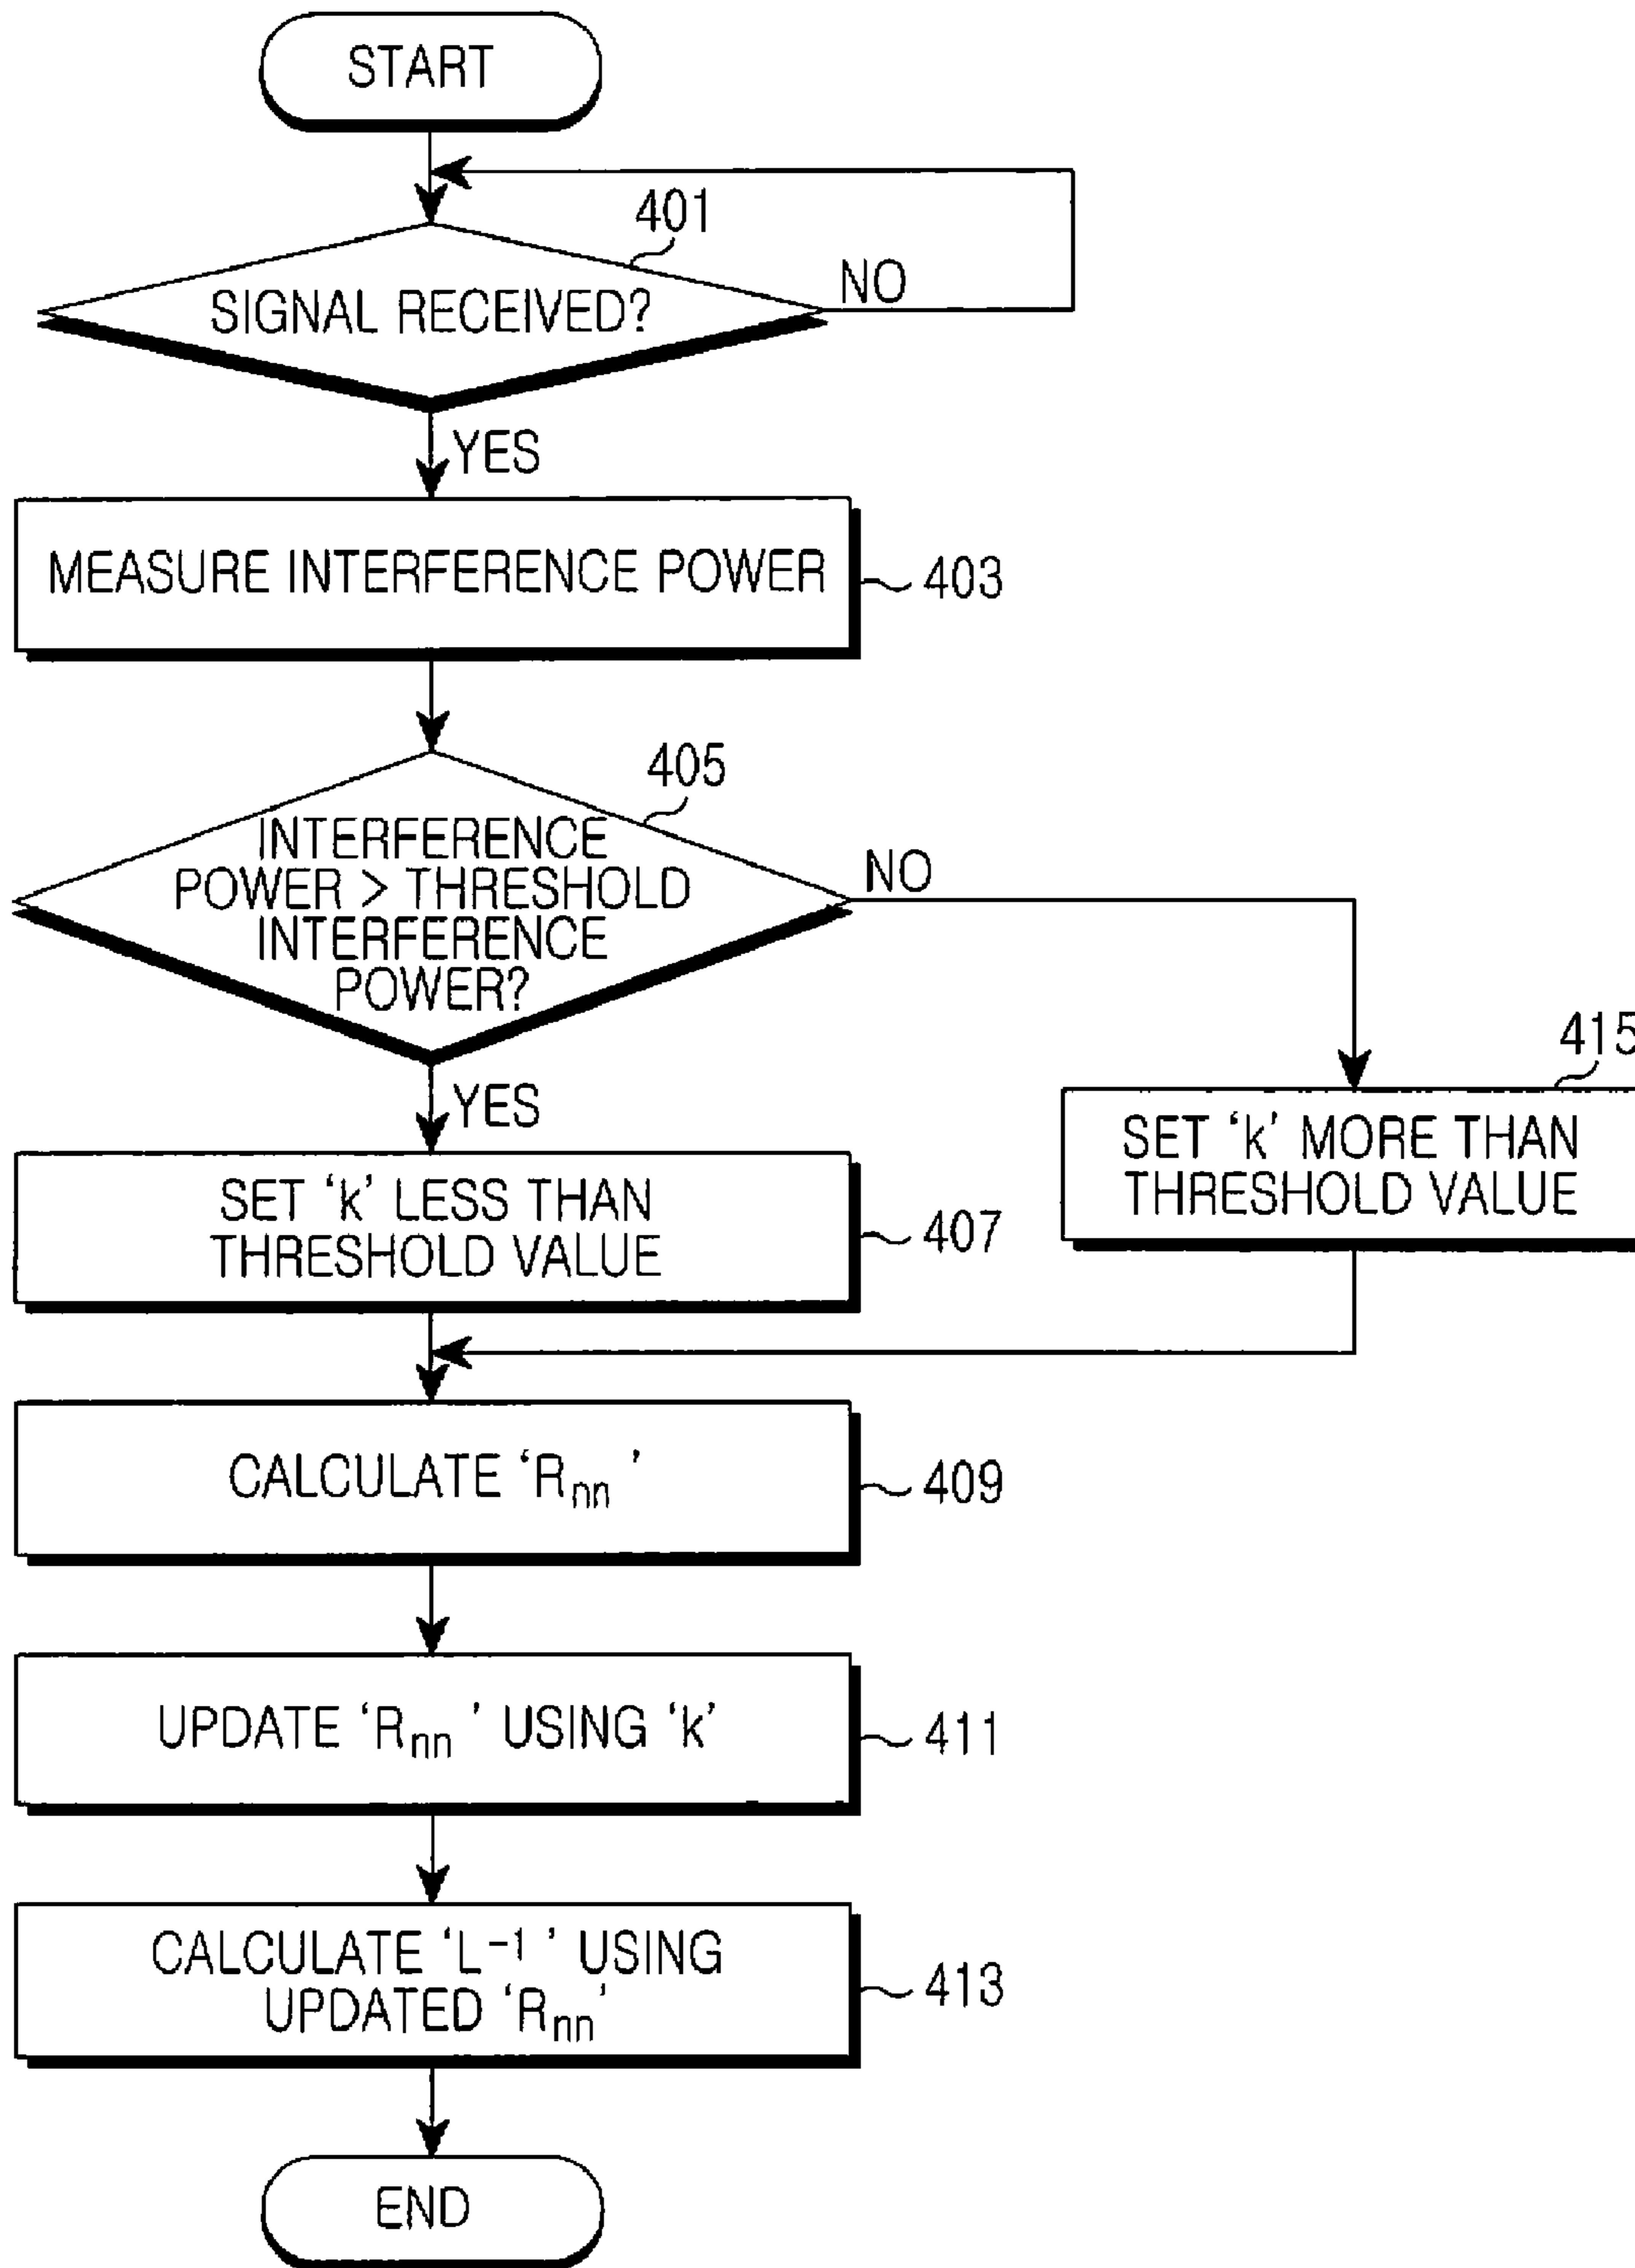 START
401
SIGNAL RECEIVED?
NO
YES
MEASURE INTERFERENCE POWER
403
405
INTERFERENCE
POWER > THRESHOLD
INTERFERENCE
POWER?
NO
YES
415
SET ‘k’ MORE THAN
THRESHOLD VALUE
SET ‘k’ LESS THAN
THRESHOLD VALUE
407
CALCULATE ‘Rnn’
409
UPDATE ‘Rnn’ USING ‘k’
411
CALCULATE ‘L⁻¹’ USING
UPDATED ‘Rnn’
413
END